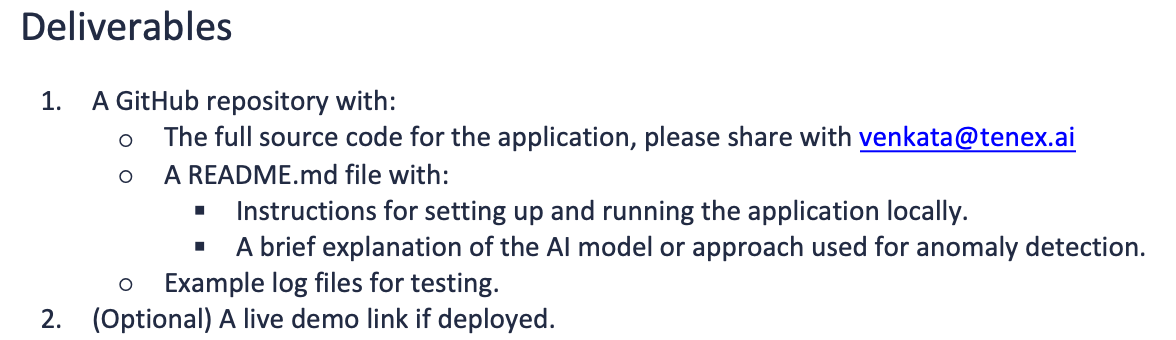 Deliverables
1. A GitHub repository with:
○ The full source code for the application, please share with venkata@tenex.ai
○ A README.md file with:
▪ Instructions for setting up and running the application locally.
▪ A brief explanation of the AI model or approach used for anomaly detection.
○ Example log files for testing.
2. (Optional) A live demo link if deployed.